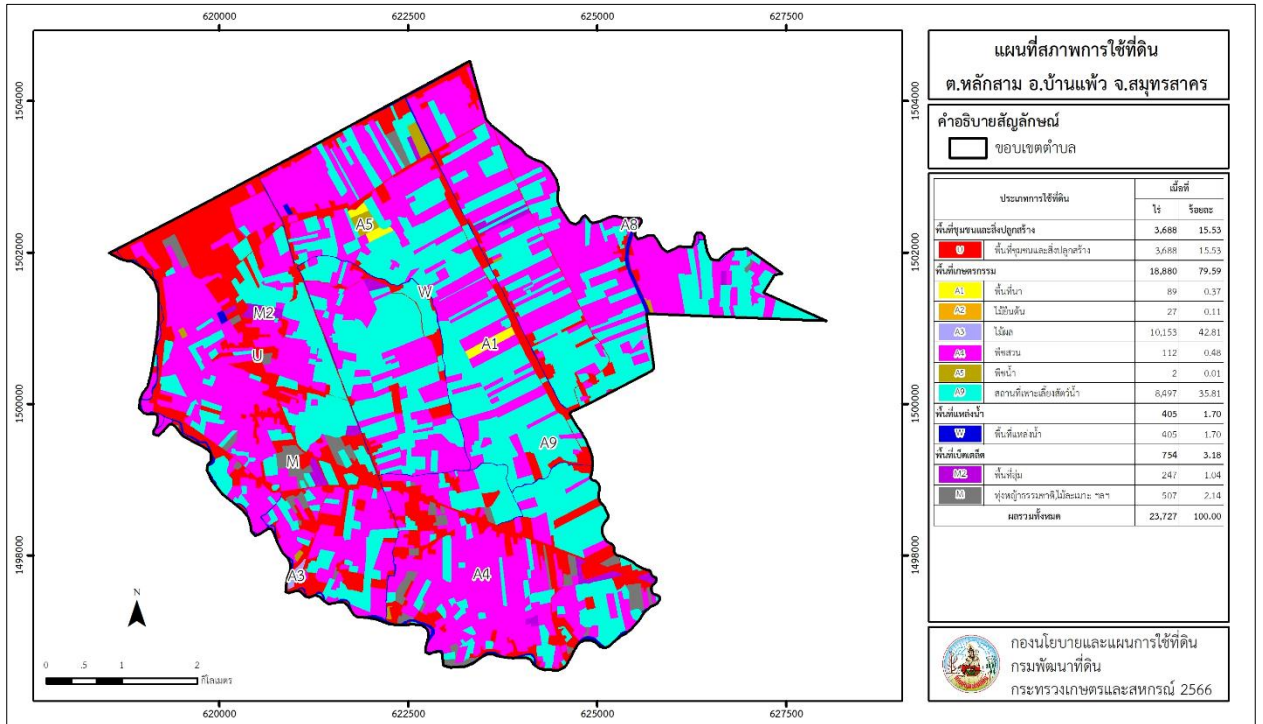 620000 622500 625000 627500
1504000 1504000
1502000 1502000
1500000 1500000
1498000 1498000
A8
A5
W
M2
A1
U
A9
M
A4
A3
N
0 .5 1 2
กิโลเมตร
620000 622500 625000 627500
แผนที่สภาพการใช้ที่ดิน
ต.หลักสาม อ.บ้านแพ้ว จ.สมุทรสาคร
คำอธิบายสัญลักษณ์
ขอบเขตตำบล
ประเภทการใช้ที่ดิน เนื้อที่
ไร่ ร้อยละ
พื้นที่ชุมชนและสิ่งปลูกสร้าง 3,688 15.53
U พื้นที่ชุมชนและสิ่งปลูกสร้าง 3,688 15.53
พื้นที่เกษตรกรรม 18,880 79.59
A1 พื้นที่นา 89 0.37
A2 ไม้ยืนต้น 27 0.11
A3 ไม้ผล 10,153 42.81
A4 พืชสวน 112 0.48
A5 พืชน้ำ 2 0.01
A9 สถานที่เพาะเลี้ยงสัตว์น้ำ 8,497 35.81
พื้นที่แหล่งน้ำ 405 1.70
W พื้นที่แหล่งน้ำ 405 1.70
พื้นที่เบ็ดเตล็ด 754 3.18
M2 พื้นที่ลุ่ม 247 1.04
M ทุ่งหญ้าธรรมชาติ,ไม้ละเมาะ ฯลฯ 507 2.14
ผลรวมทั้งหมด 23,727 100.00
กองนโยบายและแผนการใช้ที่ดิน
กรมพัฒนาที่ดิน
กระทรวงเกษตรและสหกรณ์ 2566